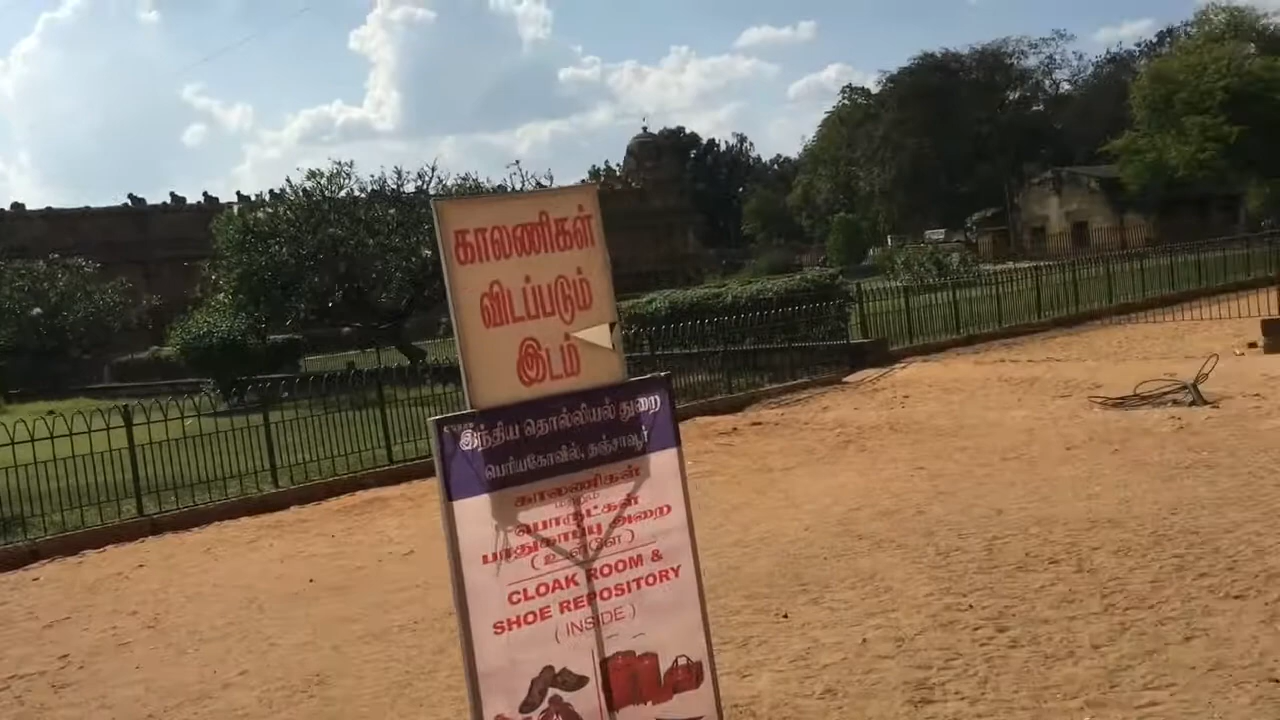 காலணிகள்
விடப்படும்
இடம்
இந்திய தொல்லியல் துறை
பெரியகோவில், தஞ்சாவூர்
காலணிகள்
மற்றும்
பொருட்கள்
பாதுகாப்பு அறை
( உள்ளே )
CLOAK ROOM &
SHOE REPOSITORY
( INSIDE )